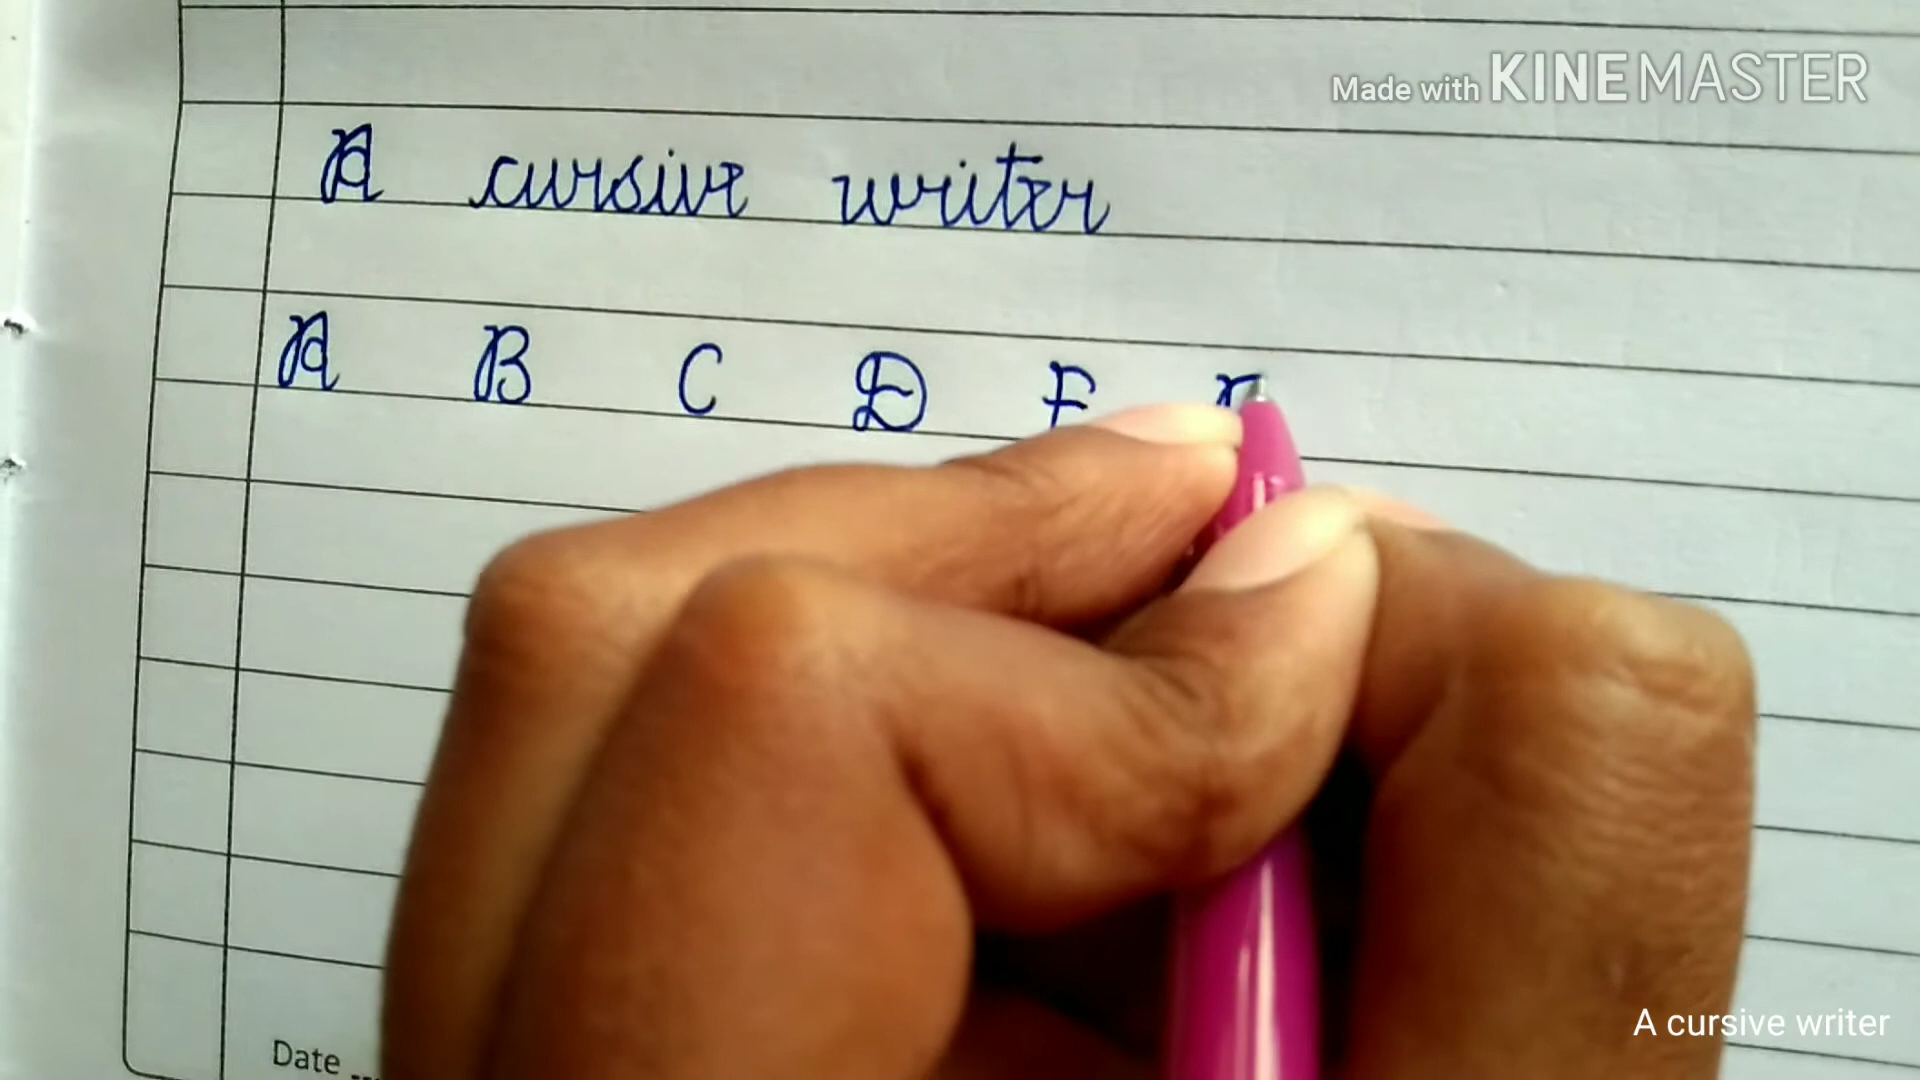 Made with KINEMASTER
A cursive writer
A B C D E
Date
A cursive writer